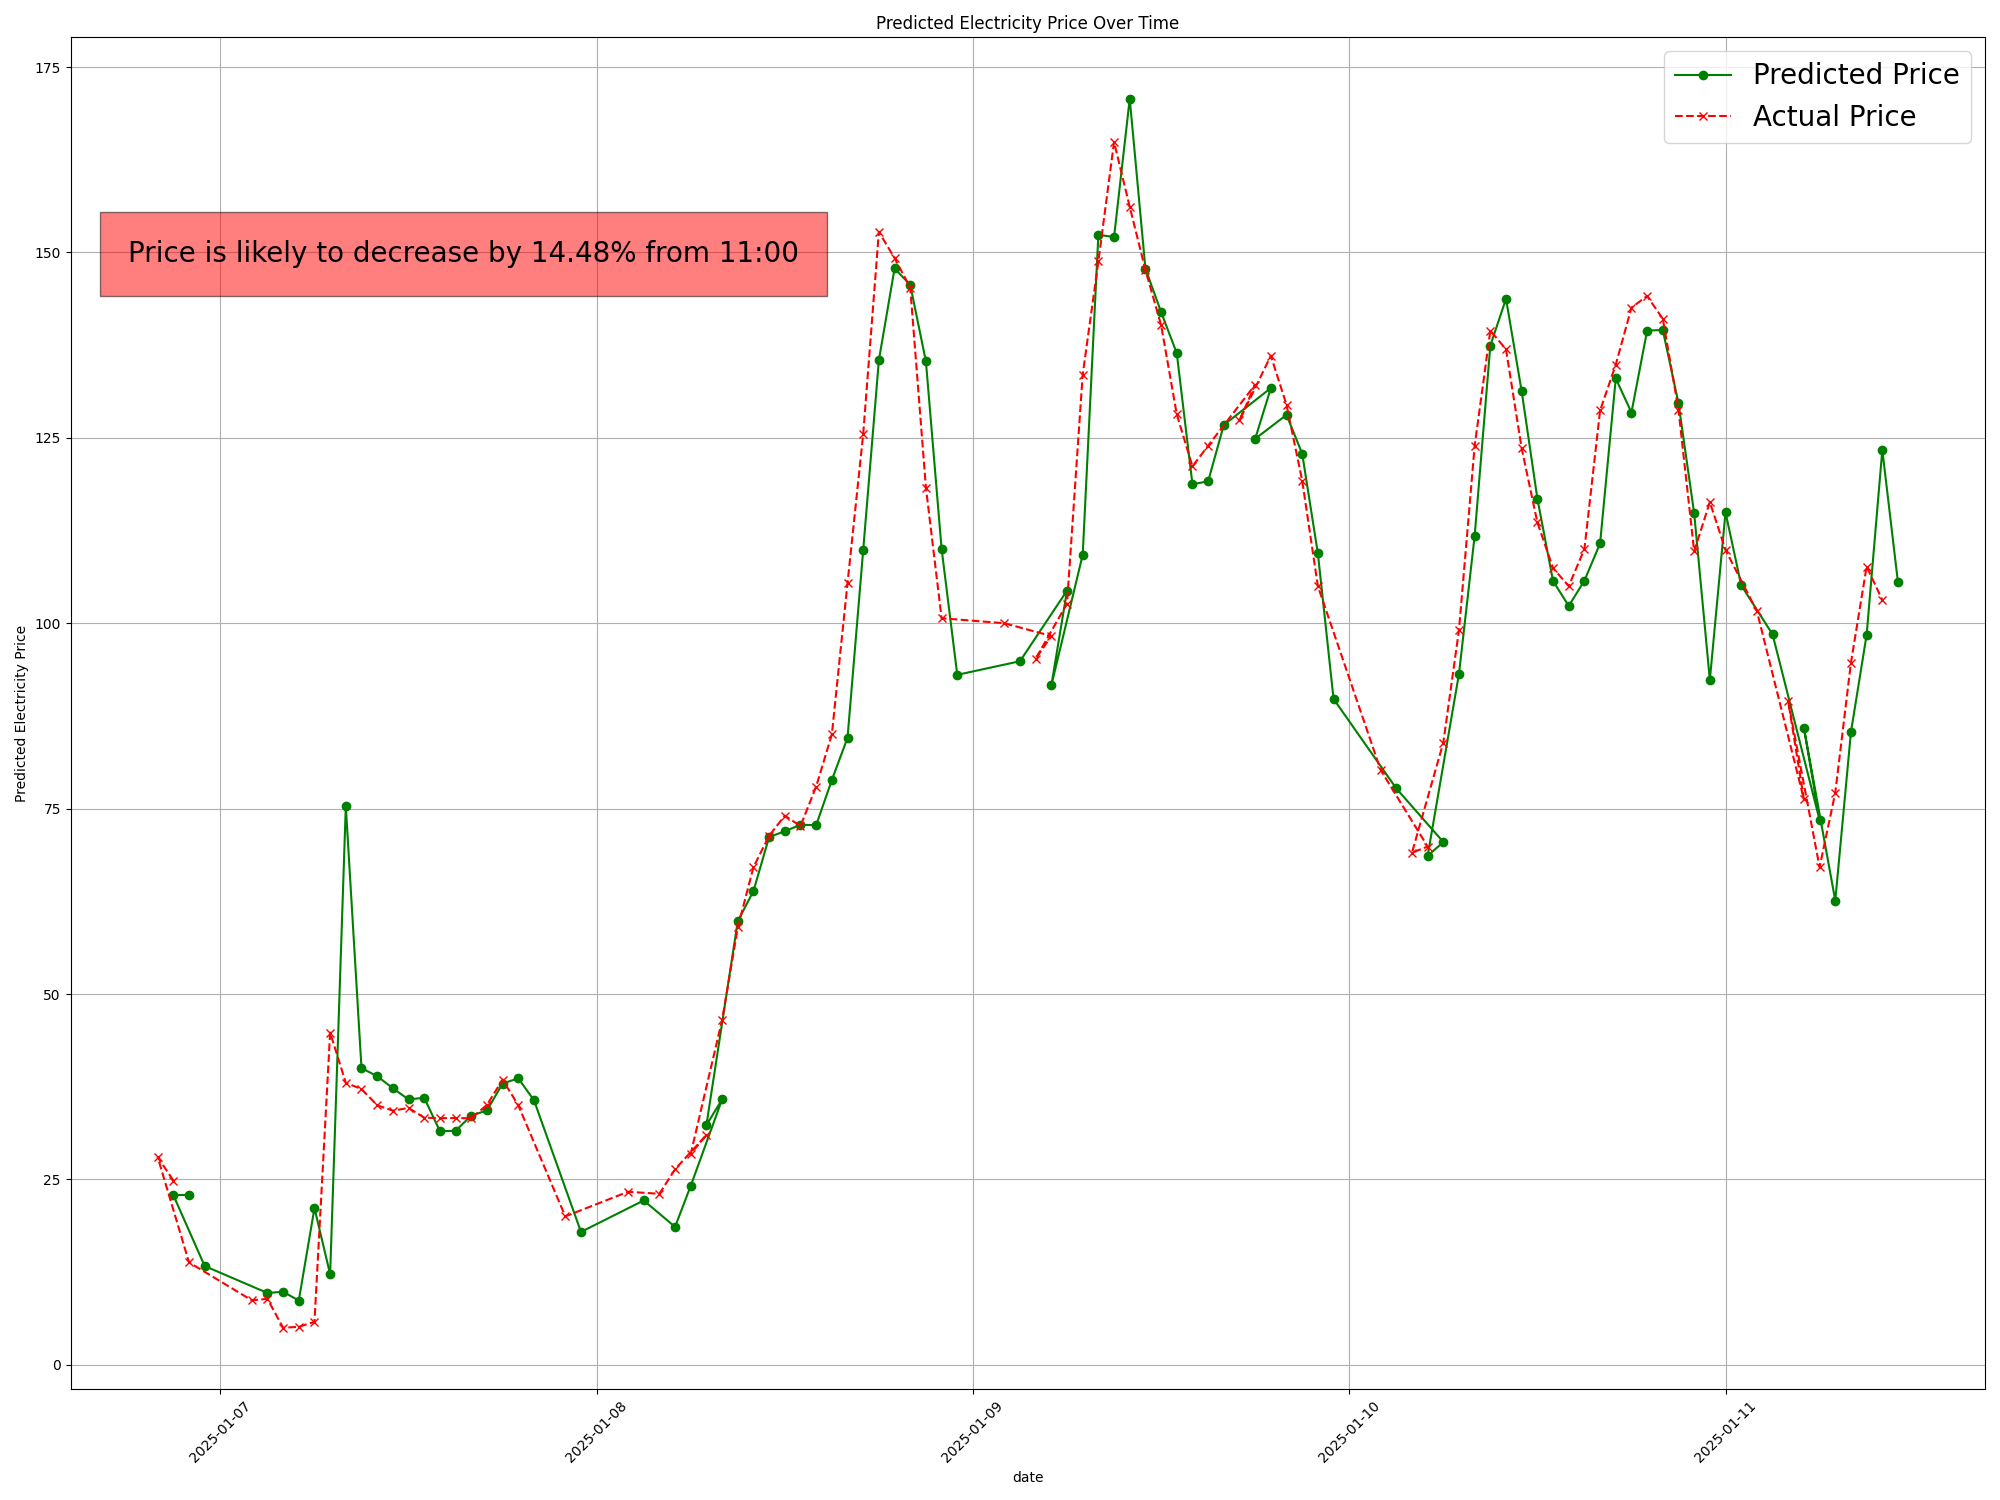 Predicted Electricity Price Over Time
Predicted Price
Actual Price
Price is likely to decrease by 14.48% from 11:00
Predicted Electricity Price
175
150
125
100
75
50
25
0
2025-01-07
2025-01-08
2025-01-09
2025-01-10
2025-01-11
date